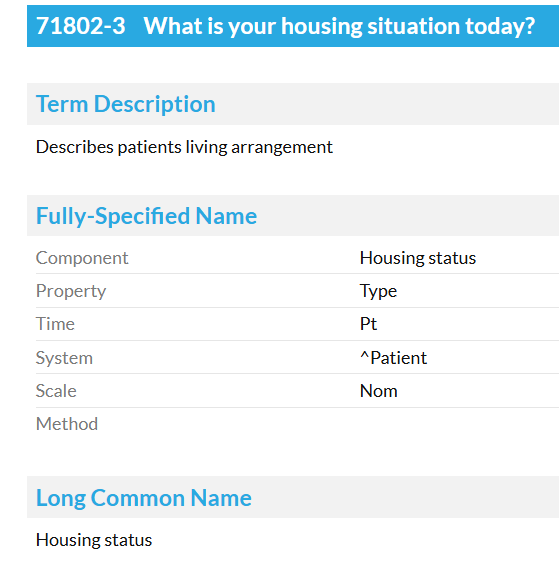 71802-3 What is your housing situation today?
Term Description
Describes patients living arrangement
Fully-Specified Name
Component Housing status
Property Type
Time Pt
System ^Patient
Scale Nom
Method
Long Common Name
Housing status